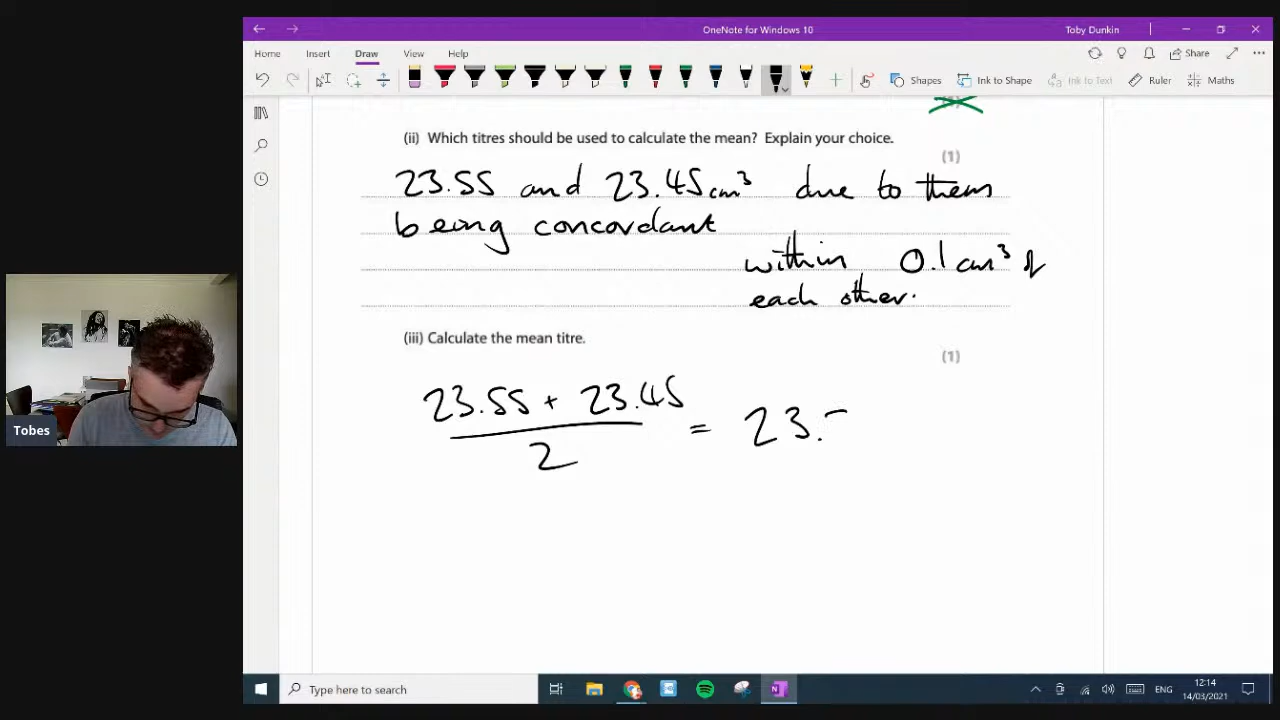 OneNote for Windows 10
Toby Dunkin
Home Insert Draw View Help
Share
Shapes Ink to Shape Ink to Text Ruler Maths
(ii) Which titres should be used to calculate the mean? Explain your choice.
(1)
23.55 and 23.45cm³ due to them
being concordant
within 0.1cm³ of
each other.
(iii) Calculate the mean titre.
(1)
23.55 + 23.45
2
= 23.
Tobes
Type here to search
ENG
12:14
14/03/2021